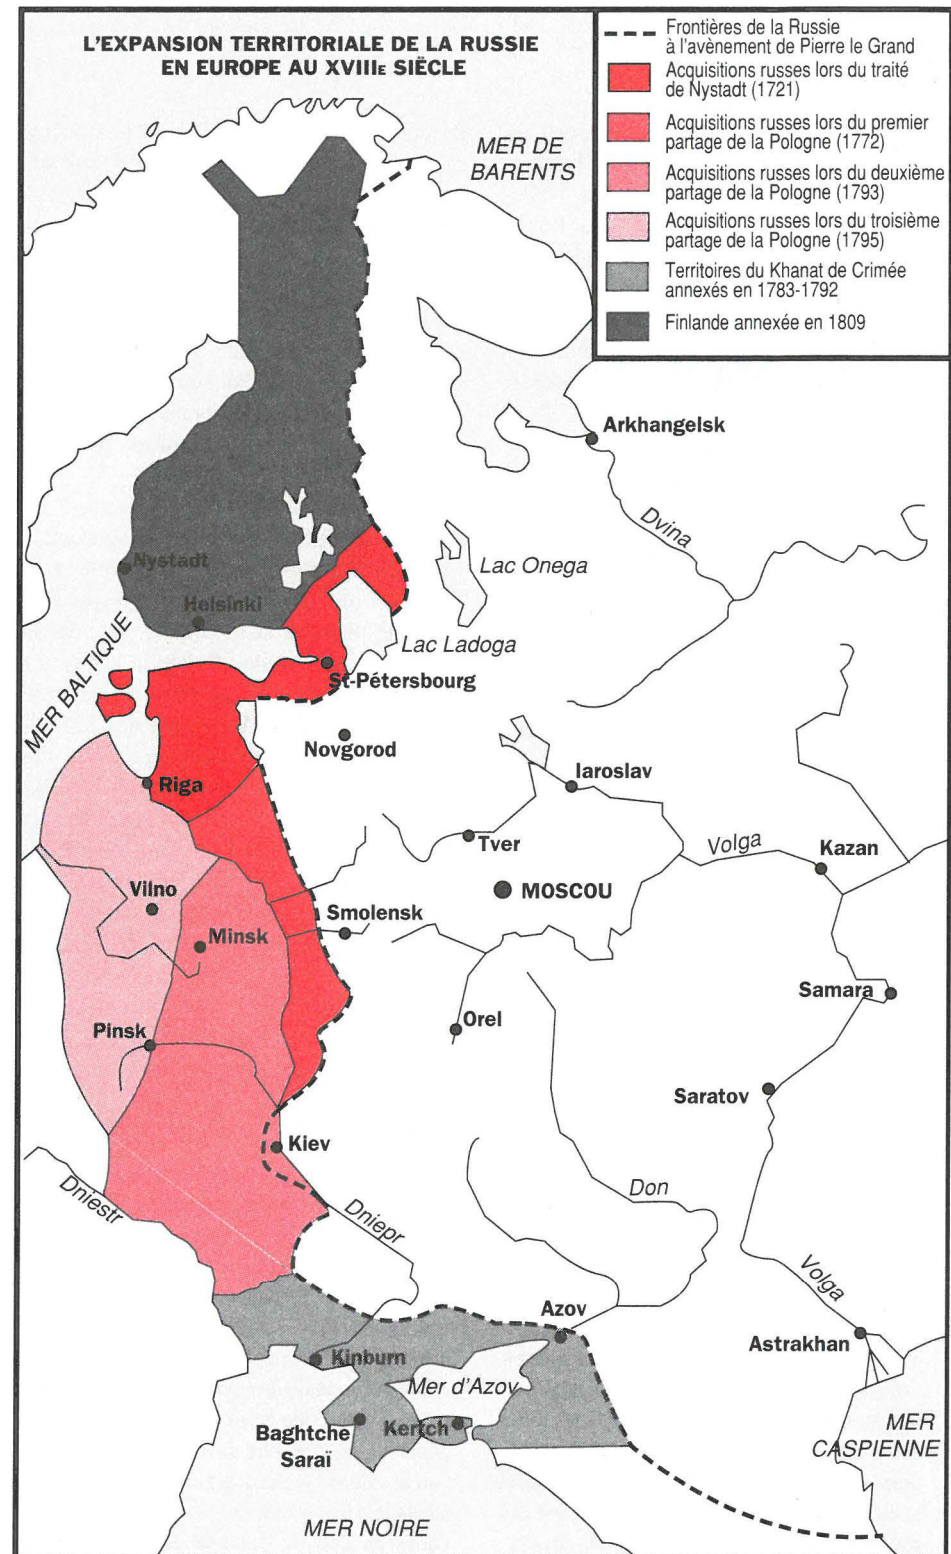 L'EXPANSION TERRITORIALE DE LA RUSSIE
EN EUROPE AU XVIIIE SIÈCLE
Frontières de la Russie
à l'avènement de Pierre le Grand
Acquisitions russes lors du traité
de Nystadt (1721)
Acquisitions russes lors du premier
partage de la Pologne (1772)
Acquisitions russes lors du deuxième
partage de la Pologne (1793)
Acquisitions russes lors du troisième
partage de la Pologne (1795)
Territoires du Khanat de Crimée
annexés en 1783-1792
Finlande annexée en 1809
MER DE
BARENTS
Arkhangelsk
Dvina
Nystadt
Lac Onega
Helsinki
Lac Ladoga
MER BALTIQUE
St-Pétersbourg
Novgorod
Riga
Iaroslav
Tver
Volga
Kazan
Vilno
MOSCOU
Smolensk
Minsk
Samara
Orel
Pinsk
Saratov
Kiev
Dniestr
Dniepr
Don
Volga
Azov
Astrakhan
Kinburn
Mer d'Azov
Baghtche
Saraï
Kertch
MER
CASPIENNE
MER NOIRE